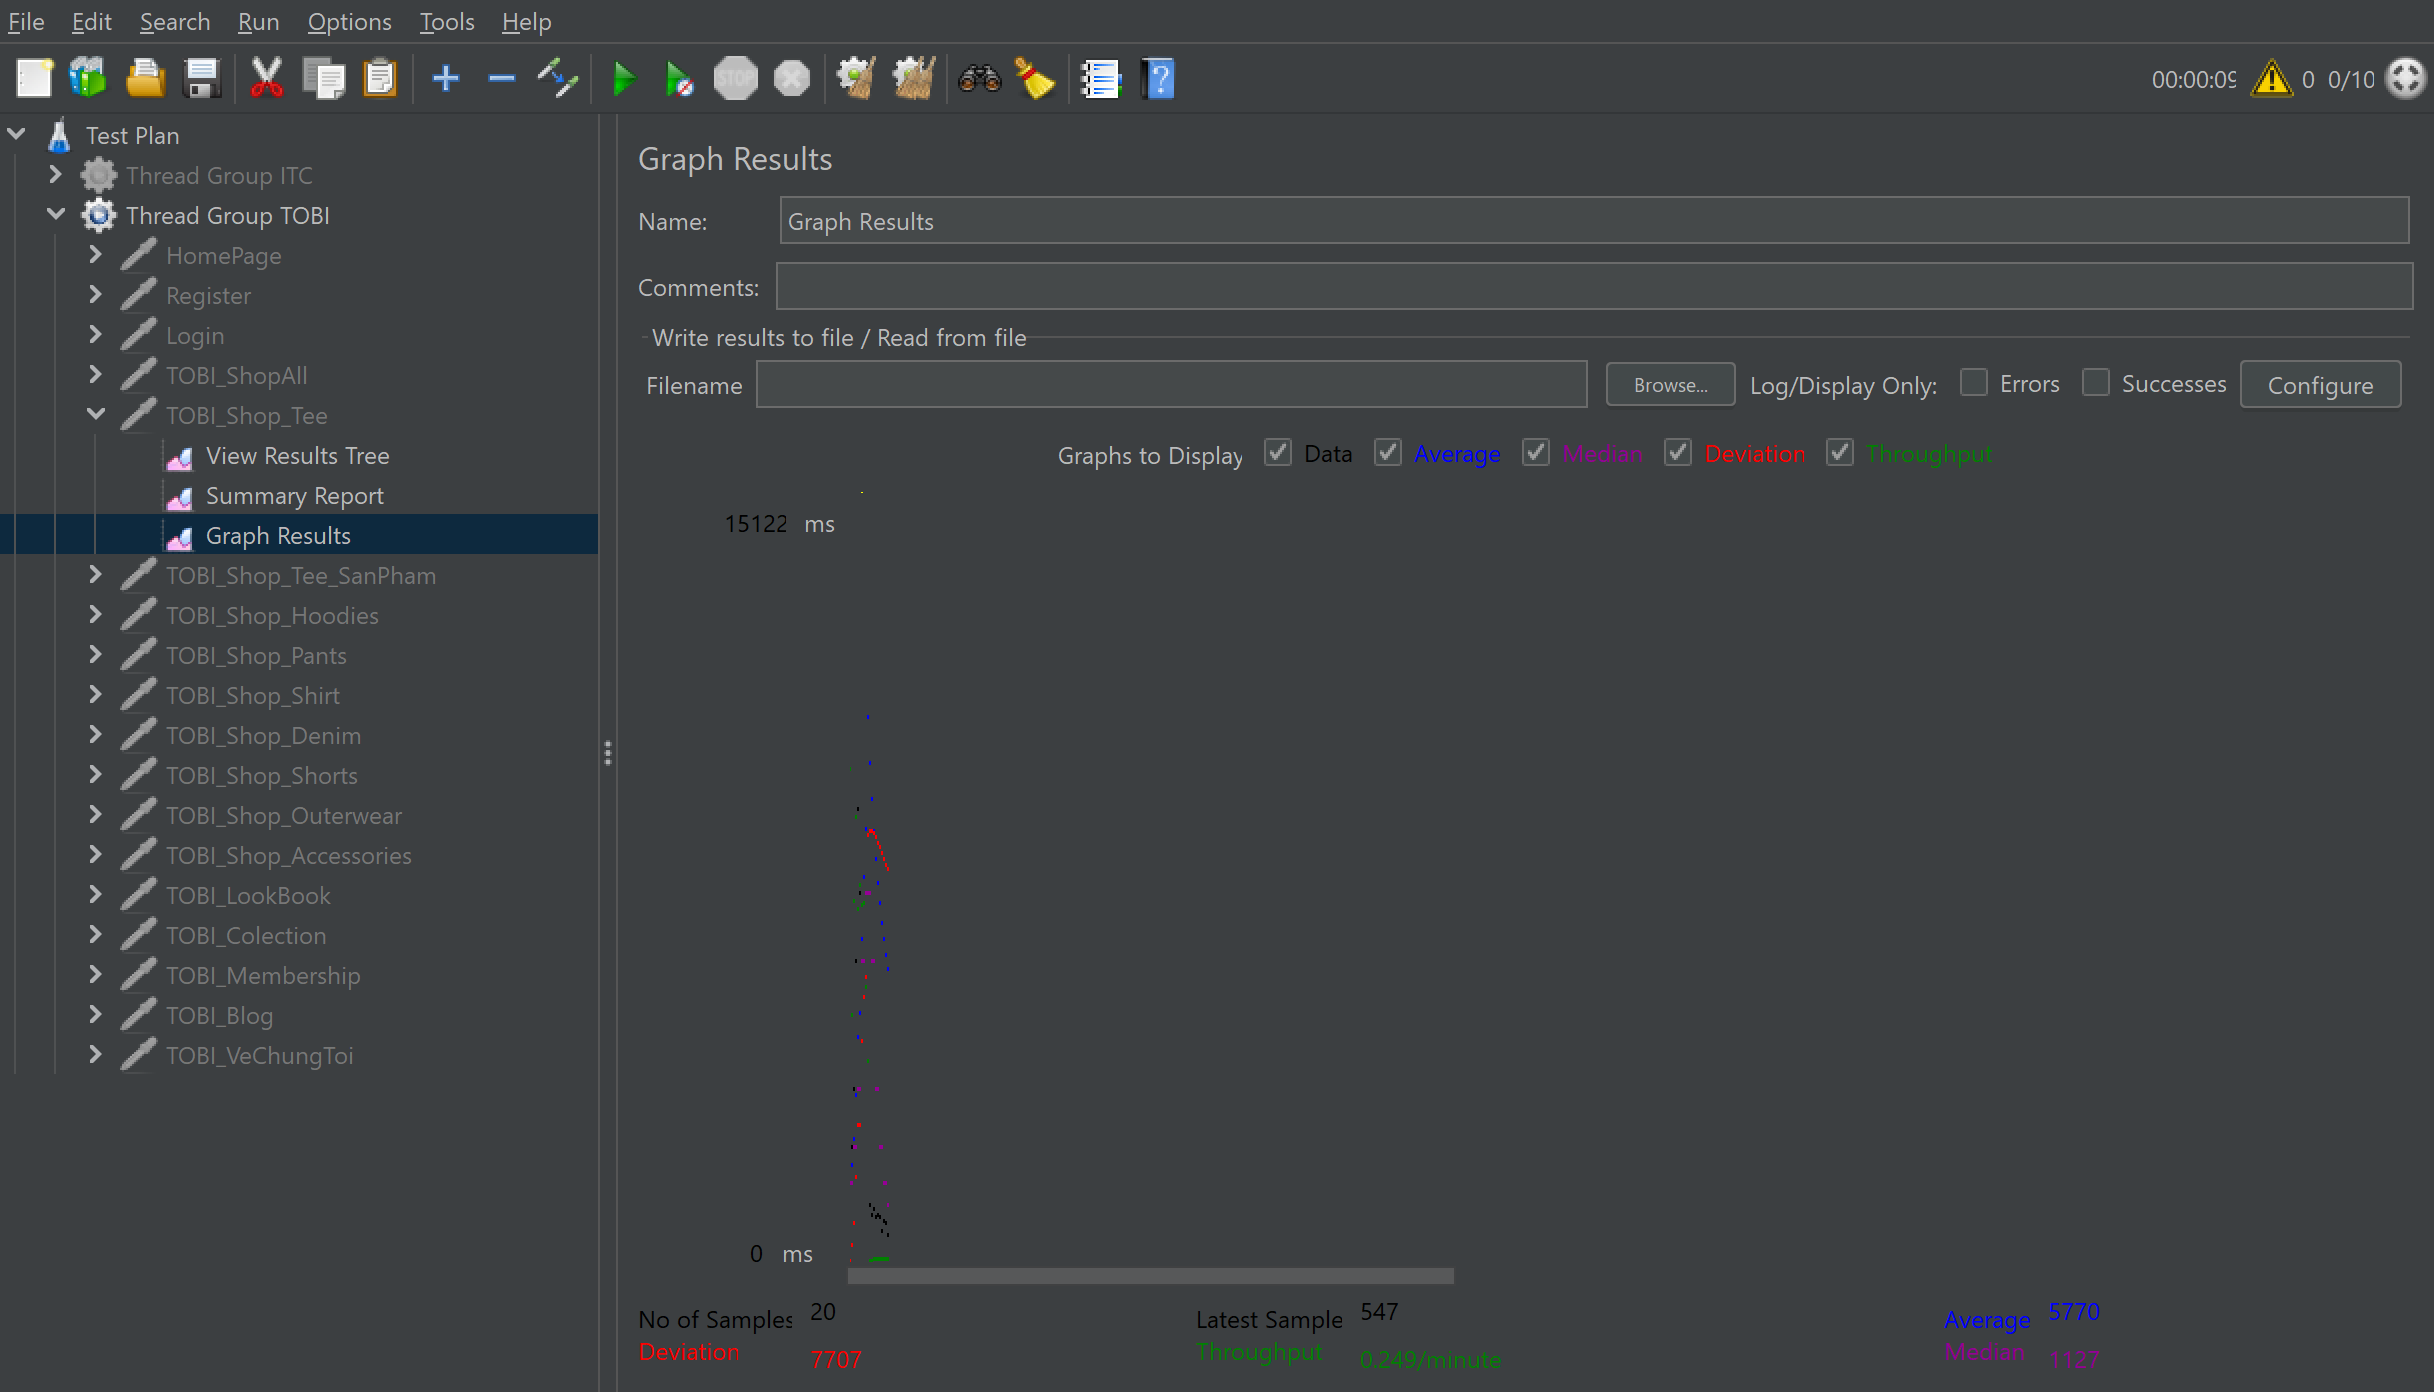 File Edit Search Run Options Tools Help
STOP
00:00:09 0 0/10
Test Plan
Thread Group ITC
Thread Group TOBI
HomePage
Register
Login
TOBI_ShopAll
TOBI_Shop_Tee
View Results Tree
Summary Report
Graph Results
TOBI_Shop_Tee_SanPham
TOBI_Shop_Hoodies
TOBI_Shop_Pants
TOBI_Shop_Shirt
TOBI_Shop_Denim
TOBI_Shop_Shorts
TOBI_Shop_Outerwear
TOBI_Shop_Accessories
TOBI_LookBook
TOBI_Colection
TOBI_Membership
TOBI_Blog
TOBI_VeChungToi
Graph Results
Name: Graph Results
Comments:
Write results to file / Read from file
Filename Browse... Log/Display Only: Errors Successes Configure
Graphs to Display Data Average Median Deviation Throughput
15122 ms
0 ms
No of Samples 20 Latest Sample 547 Average 5770
Deviation 7707 Throughput 0.249/minute Median 1127